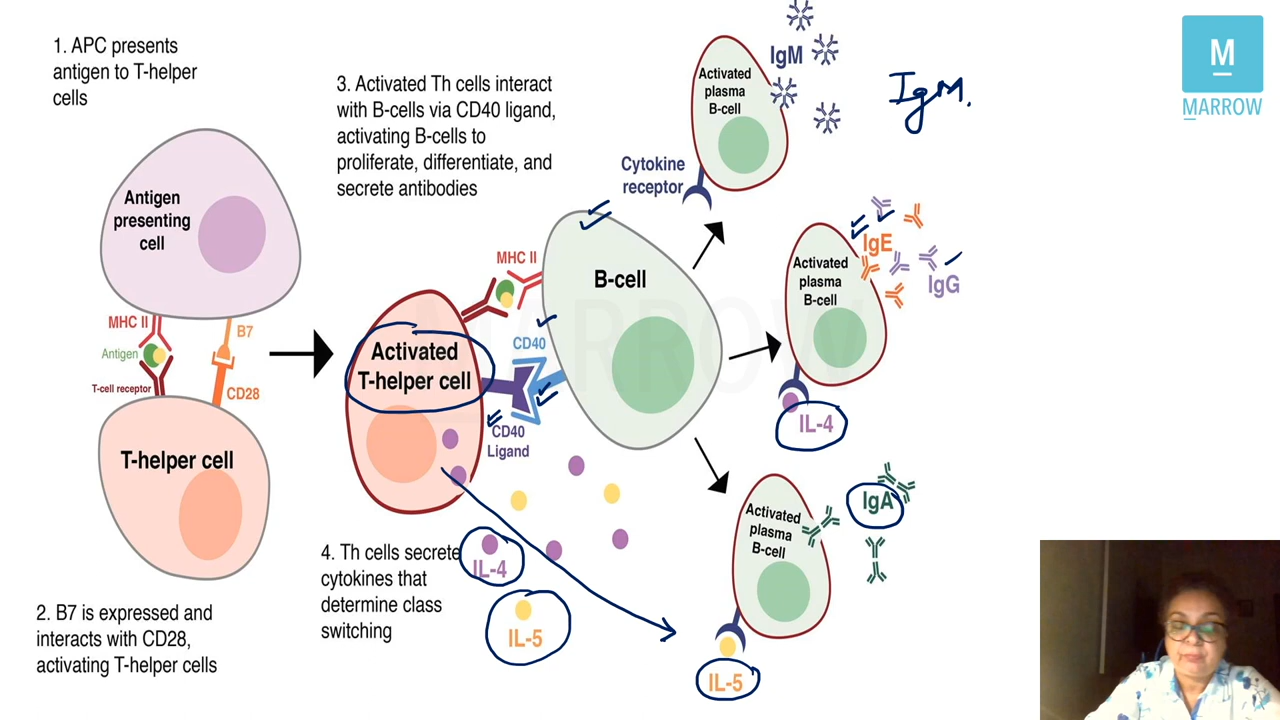 1. APC presents
antigen to T-helper
cells
Antigen
presenting
cell
MHC II
B7
Antigen
T-cell receptor
CD28
T-helper cell
2. B7 is expressed and
interacts with CD28,
activating T-helper cells
3. Activated Th cells interact
with B-cells via CD40 ligand,
activating B-cells to
proliferate, differentiate, and
secrete antibodies
MHC II
Activated
T-helper cell
CD40
CD40
Ligand
B-cell
4. Th cells secrete
cytokines that
determine class
switching
IL-4
IL-5
Cytokine
receptor
Activated
plasma
B-cell
IgM
IgM.
Activated
plasma
B-cell
IgE
IgG
IL-4
Activated
plasma
B-cell
IgA
IL-5
M
MARROW
MARROW